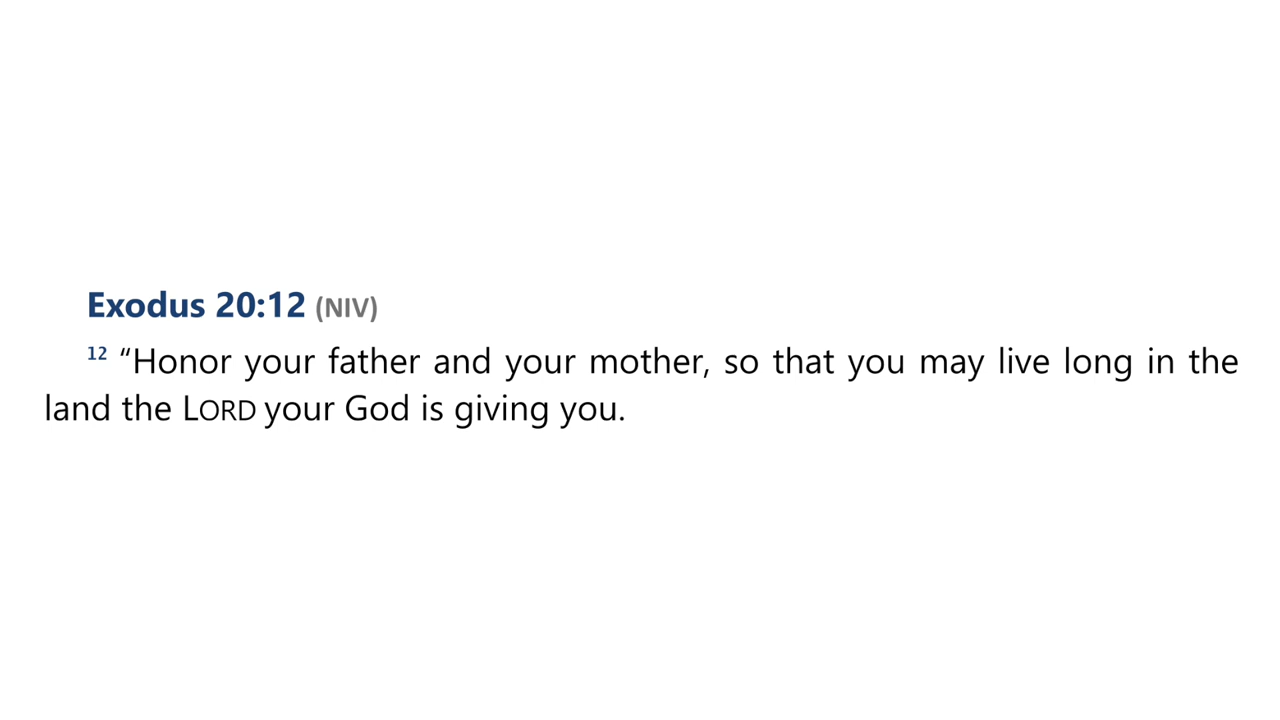 Exodus 20:12 (NIV)
12 “Honor your father and your mother, so that you may live long in the
land the LORD your God is giving you.